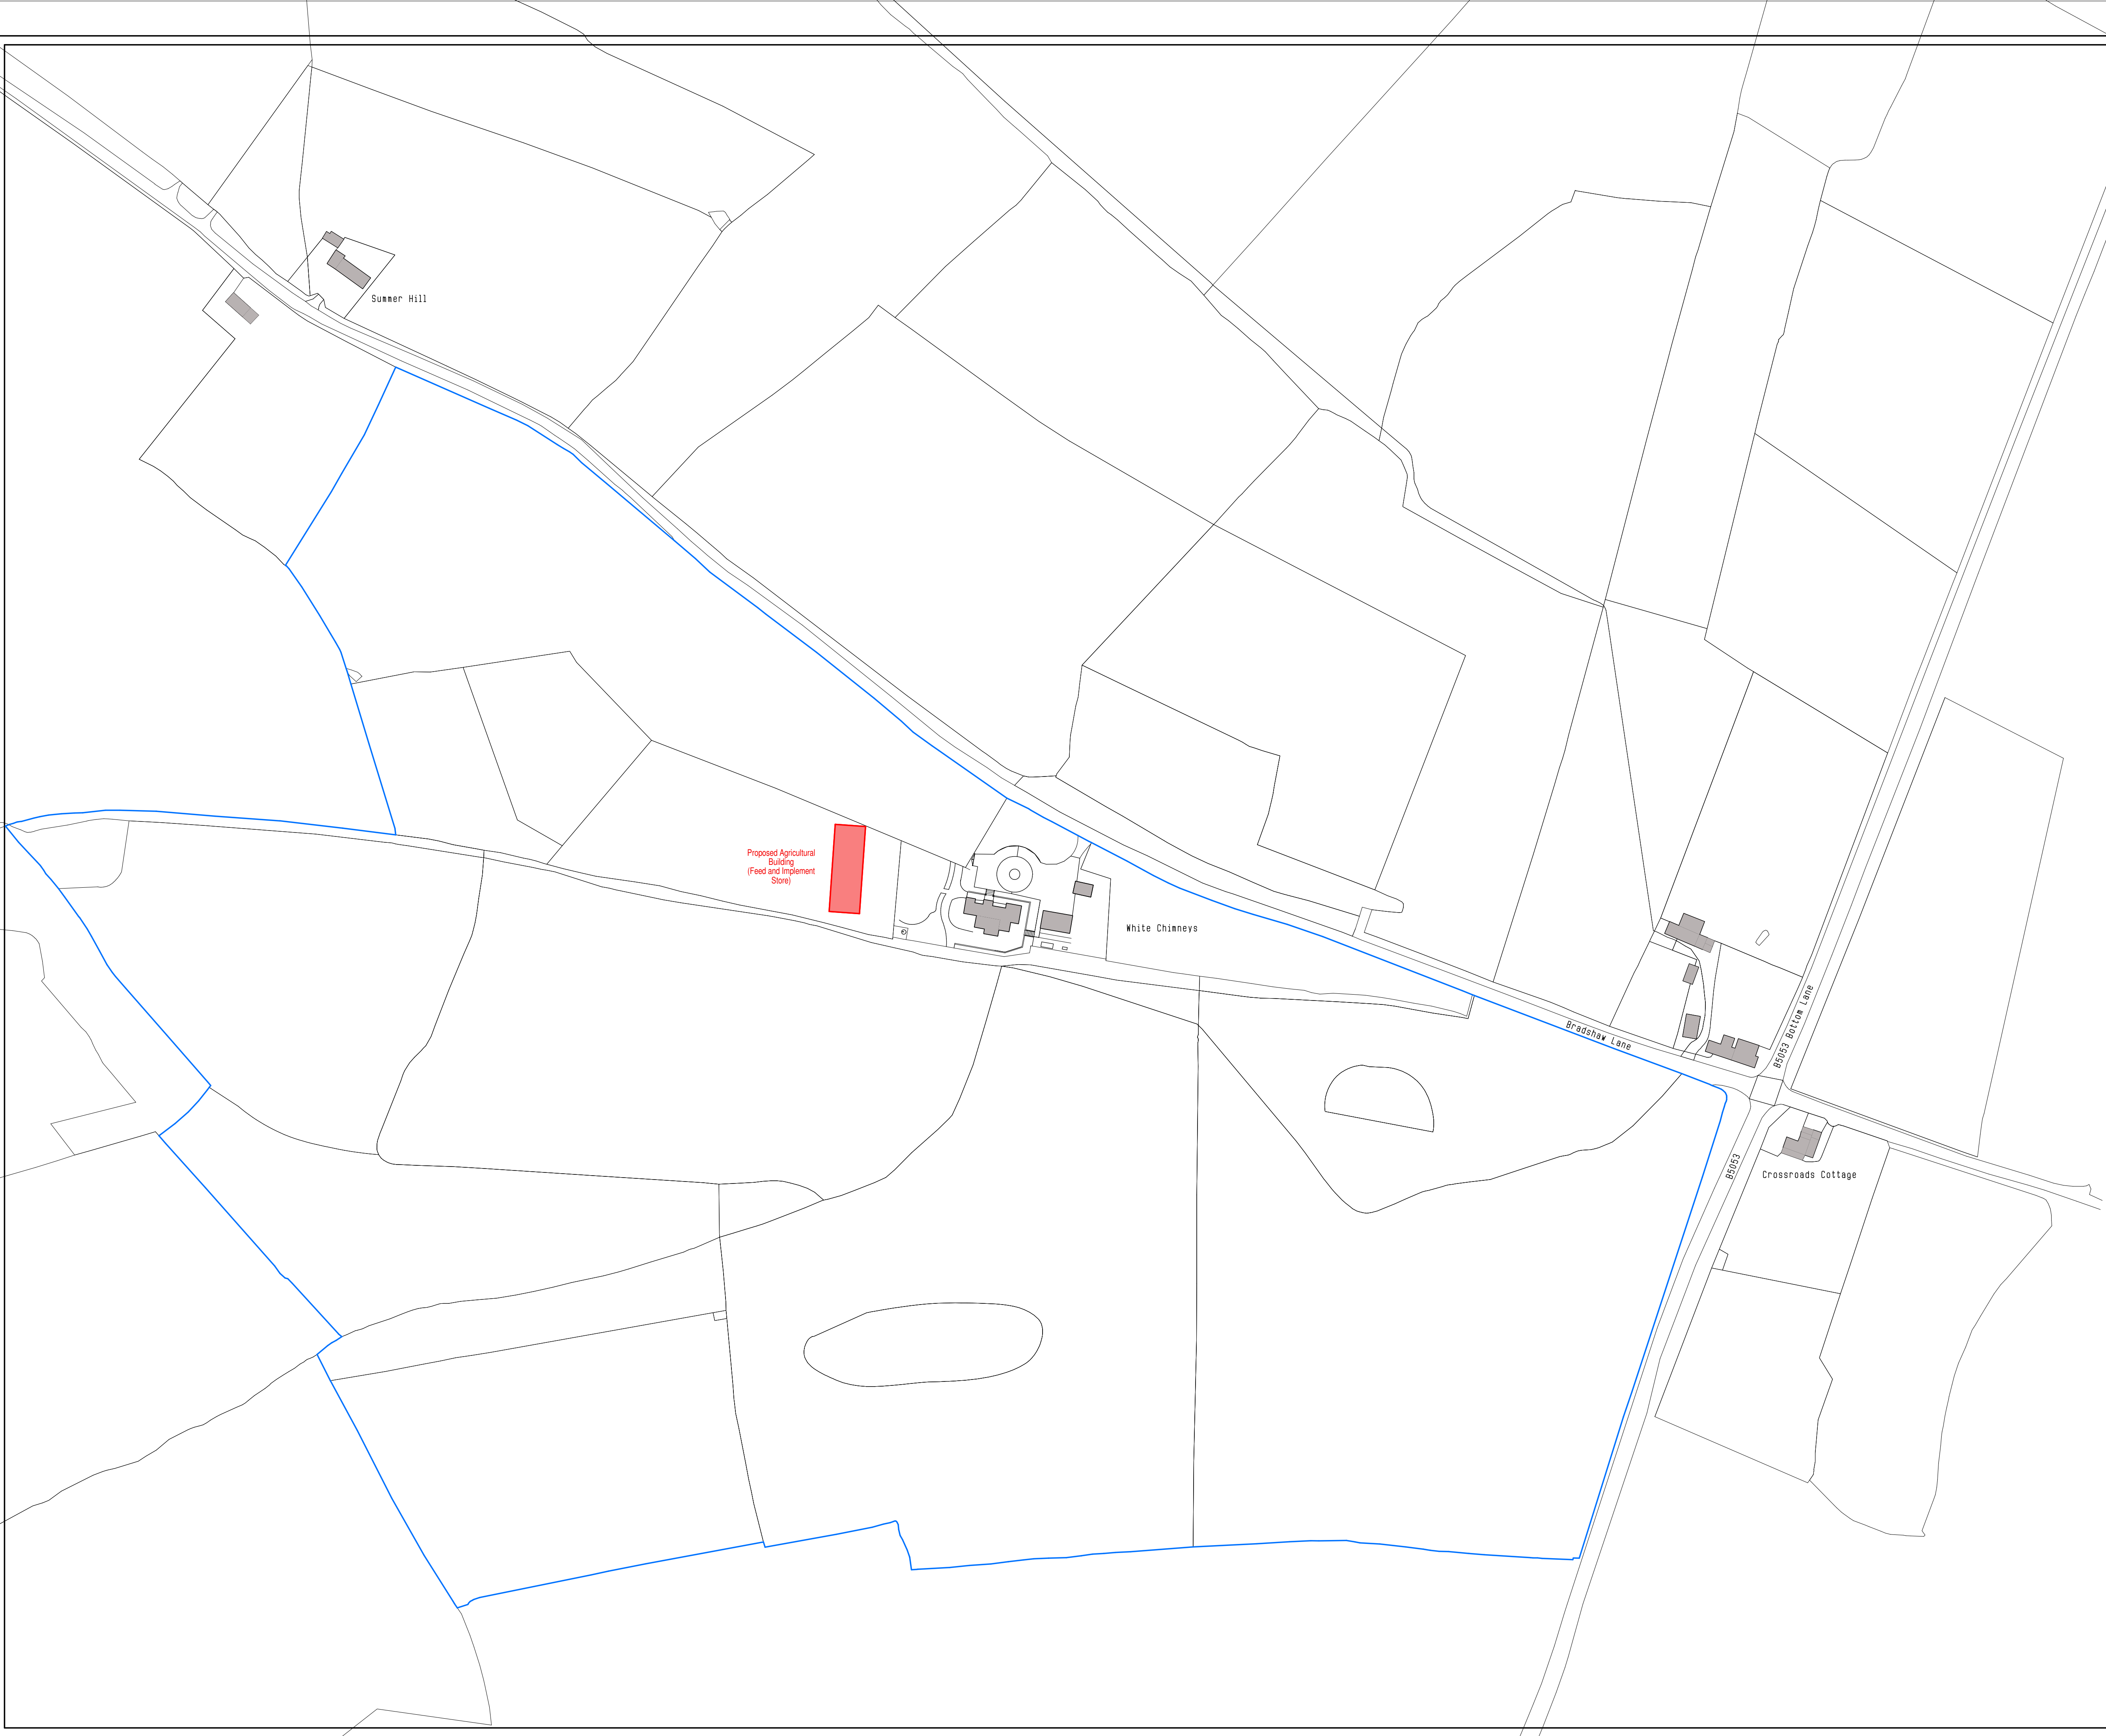 Summer Hill
Proposed Agricultural
Building
(Feed and Implement
Store)
White Chimneys
Bradshaw Lane
B5053 Bottom Lane
B5053
Crossroads Cottage